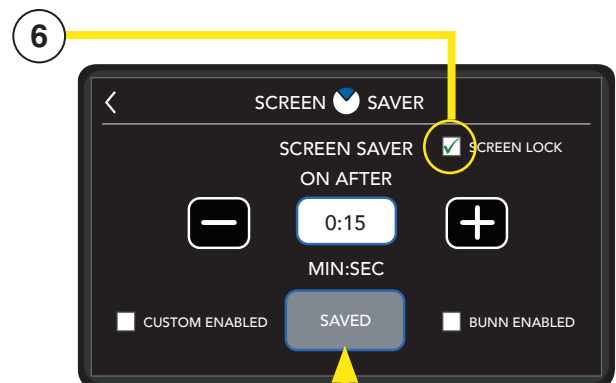 6
SCREEN SAVER
SCREEN SAVER SCREEN LOCK
ON AFTER
0:15
MIN:SEC
CUSTOM ENABLED SAVED BUNN ENABLED